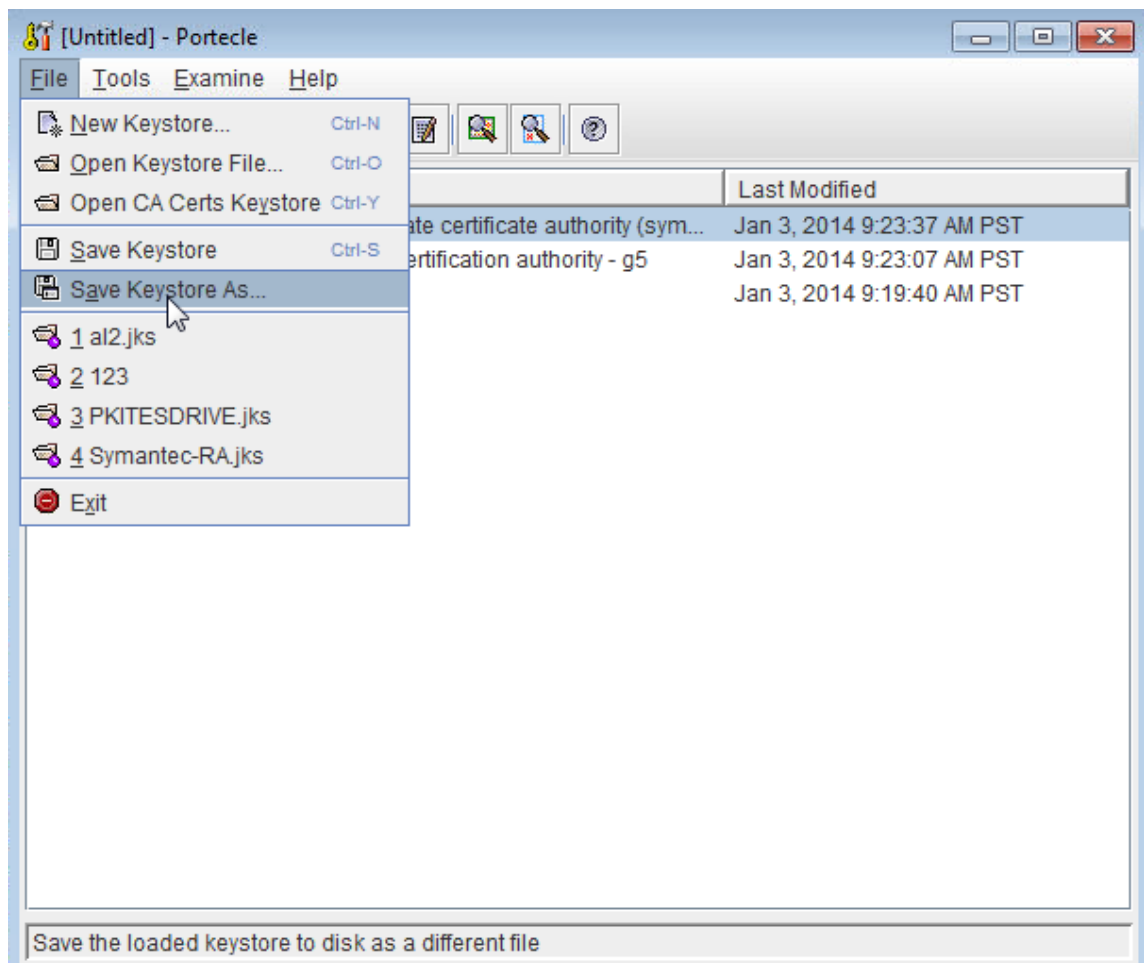 [Untitled] - Portecle
File Tools Examine Help
New Keystore... Ctrl-N
Open Keystore File... Ctrl-O
Open CA Certs Keystore Ctrl-Y
Save Keystore Ctrl-S
Save Keystore As...
1 al2.jks
2 123
3 PKITESDRIVE.jks
4 Symantec-RA.jks
Exit
Last Modified
ate certificate authority (sym... Jan 3, 2014 9:23:37 AM PST
ertification authority - g5 Jan 3, 2014 9:23:07 AM PST
Jan 3, 2014 9:19:40 AM PST
Save the loaded keystore to disk as a different file